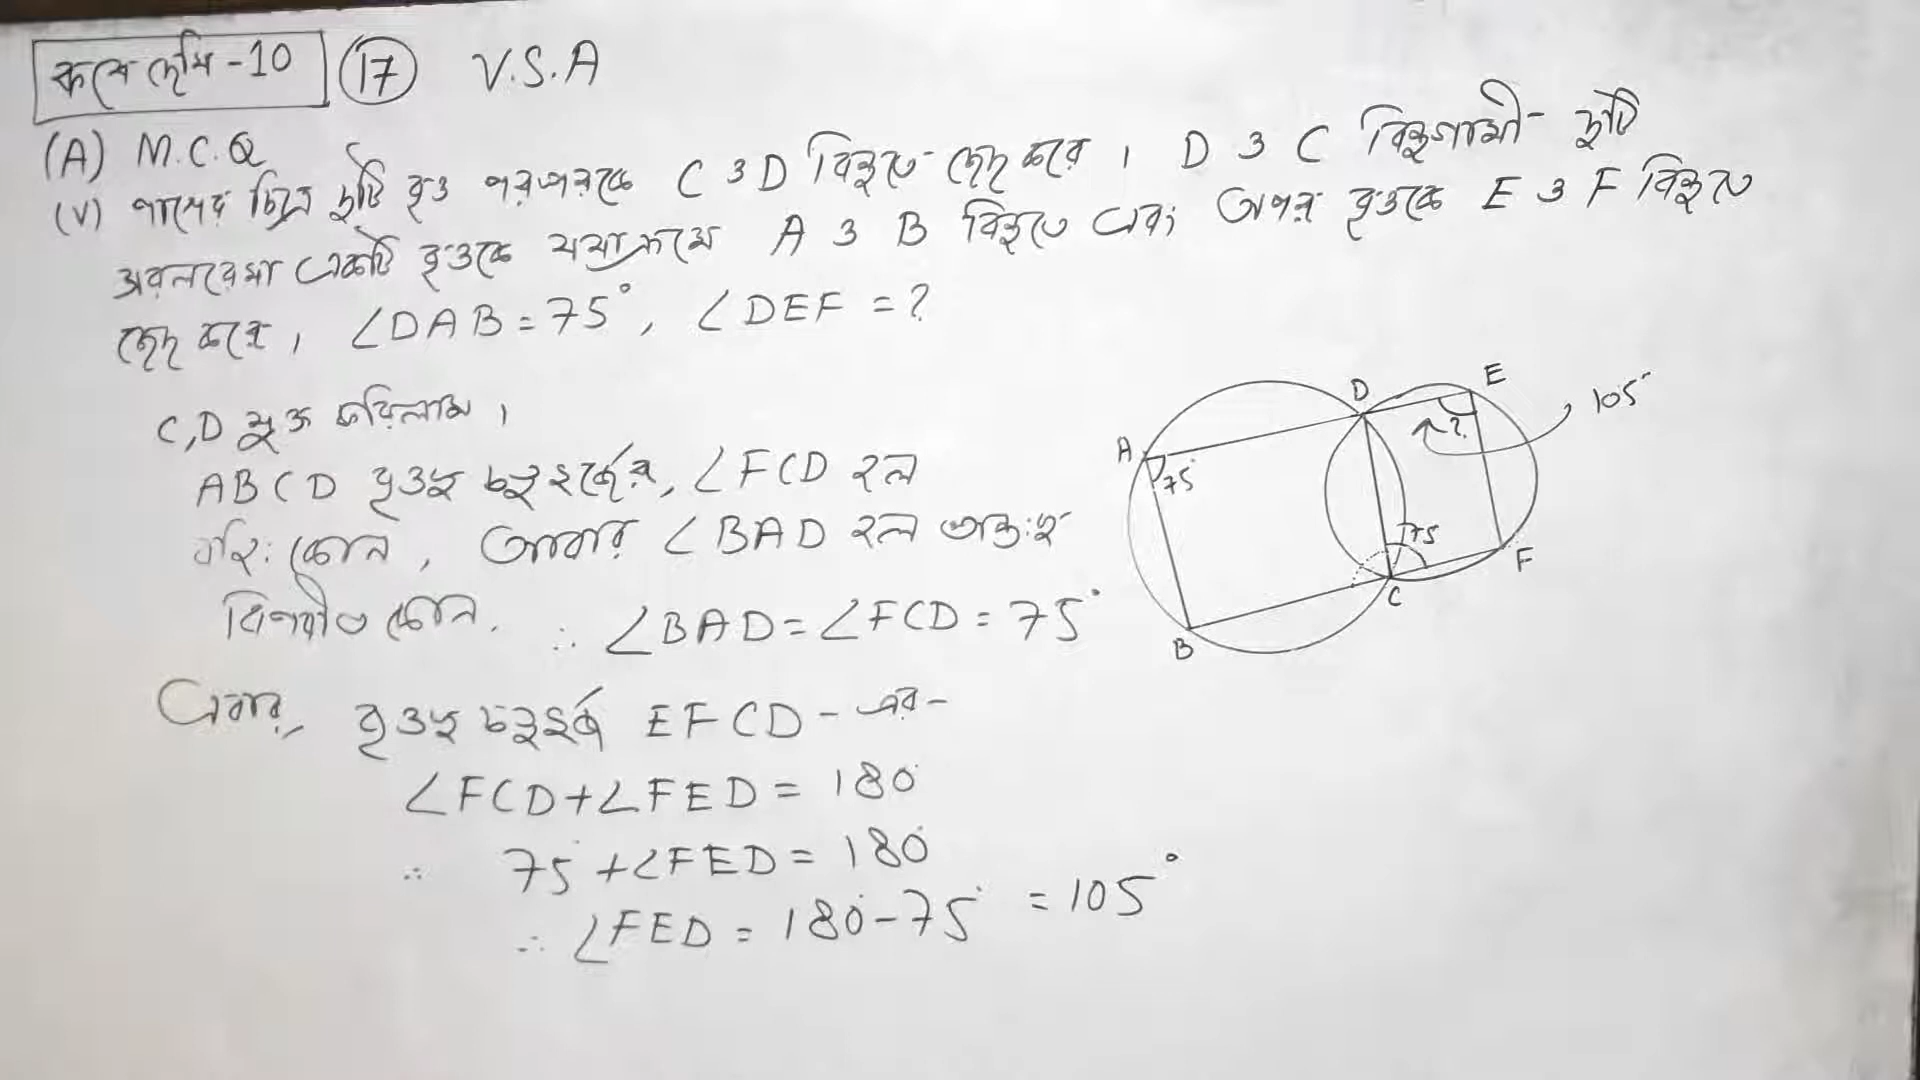 কষে দেখি - 10 (17) V.S.A
(A) M.C.Q
(V) পাশের চিত্রে দুটি বৃত্ত পরস্পরকে C ও D বিন্দুতে ছেদ করে। D ও C বিন্দুগামী দুটি
সরলরেখা একটি বৃত্তকে যথাক্রমে A ও B বিন্দুতে এবং অপর বৃত্তকে E ও F বিন্দুতে
ছেদ করে, ∠DAB = 75°, ∠DEF = ?
C,D যুক্ত করিলাম।
ABCD বৃত্তস্থ চতুর্ভুজের, ∠FCD হল
বহিঃ কোন, আবার ∠BAD হল অন্তঃস্থ
বিপরীত কোন. ∴ ∠BAD = ∠FCD = 75°
এবার, বৃত্তস্থ চতুর্ভুজ EFCD - এর -
∠FCD + ∠FED = 180°
∴ 75° + ∠FED = 180°
∴ ∠FED = 180° - 75° = 105°
D
E
105°
A
75°
?
75
F
C
B